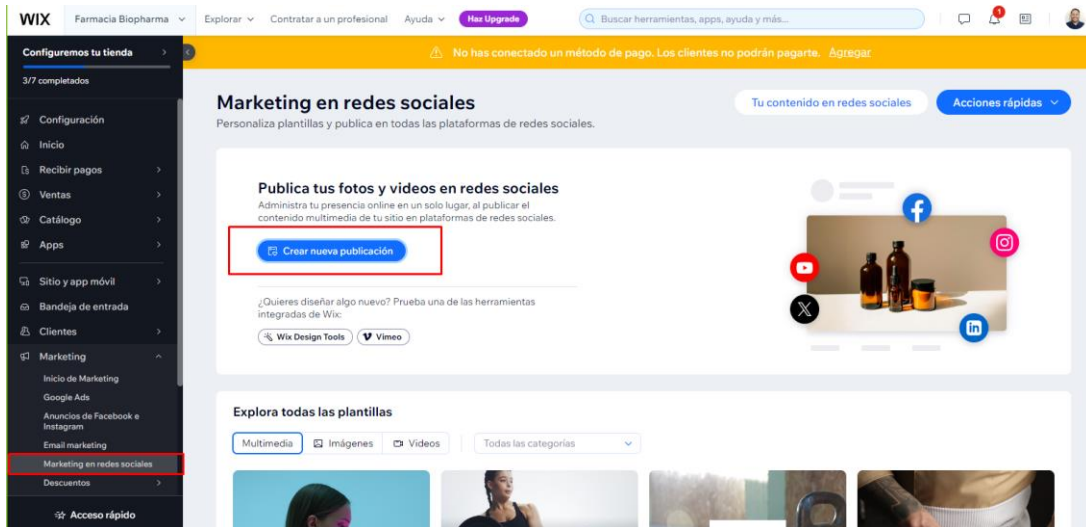 WIX
Farmacia Biopharma
Explorar
Contratar a un profesional
Ayuda
Haz Upgrade
Buscar herramientas, apps, ayuda y más...
1
Configuremos tu tienda
3/7 completados
No has conectado un método de pago. Los clientes no podrán pagarte. Agregar
Configuración
Inicio
Recibir pagos
Ventas
Catálogo
Apps
Sitio y app móvil
Bandeja de entrada
Clientes
Marketing
Inicio de Marketing
Google Ads
Anuncios de Facebook e
Instagram
Email marketing
Marketing en redes sociales
Descuentos
Acceso rápido
Marketing en redes sociales
Personaliza plantillas y publica en todas las plataformas de redes sociales.
Tu contenido en redes sociales
Acciones rápidas
Publica tus fotos y videos en redes sociales
Administra tu presencia online en un solo lugar, al publicar el
contenido multimedia de tu sitio en plataformas de redes sociales.
Crear nueva publicación
¿Quieres diseñar algo nuevo? Prueba una de las herramientas
integradas de Wix:
Wix Design Tools
Vimeo
Explora todas las plantillas
Multimedia
Imágenes
Videos
Todas las categorías